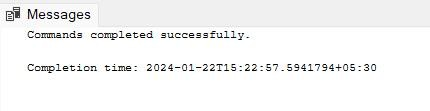 Messages
Commands completed successfully.
Completion time: 2024-01-22T15:22:57.5941794+05:30